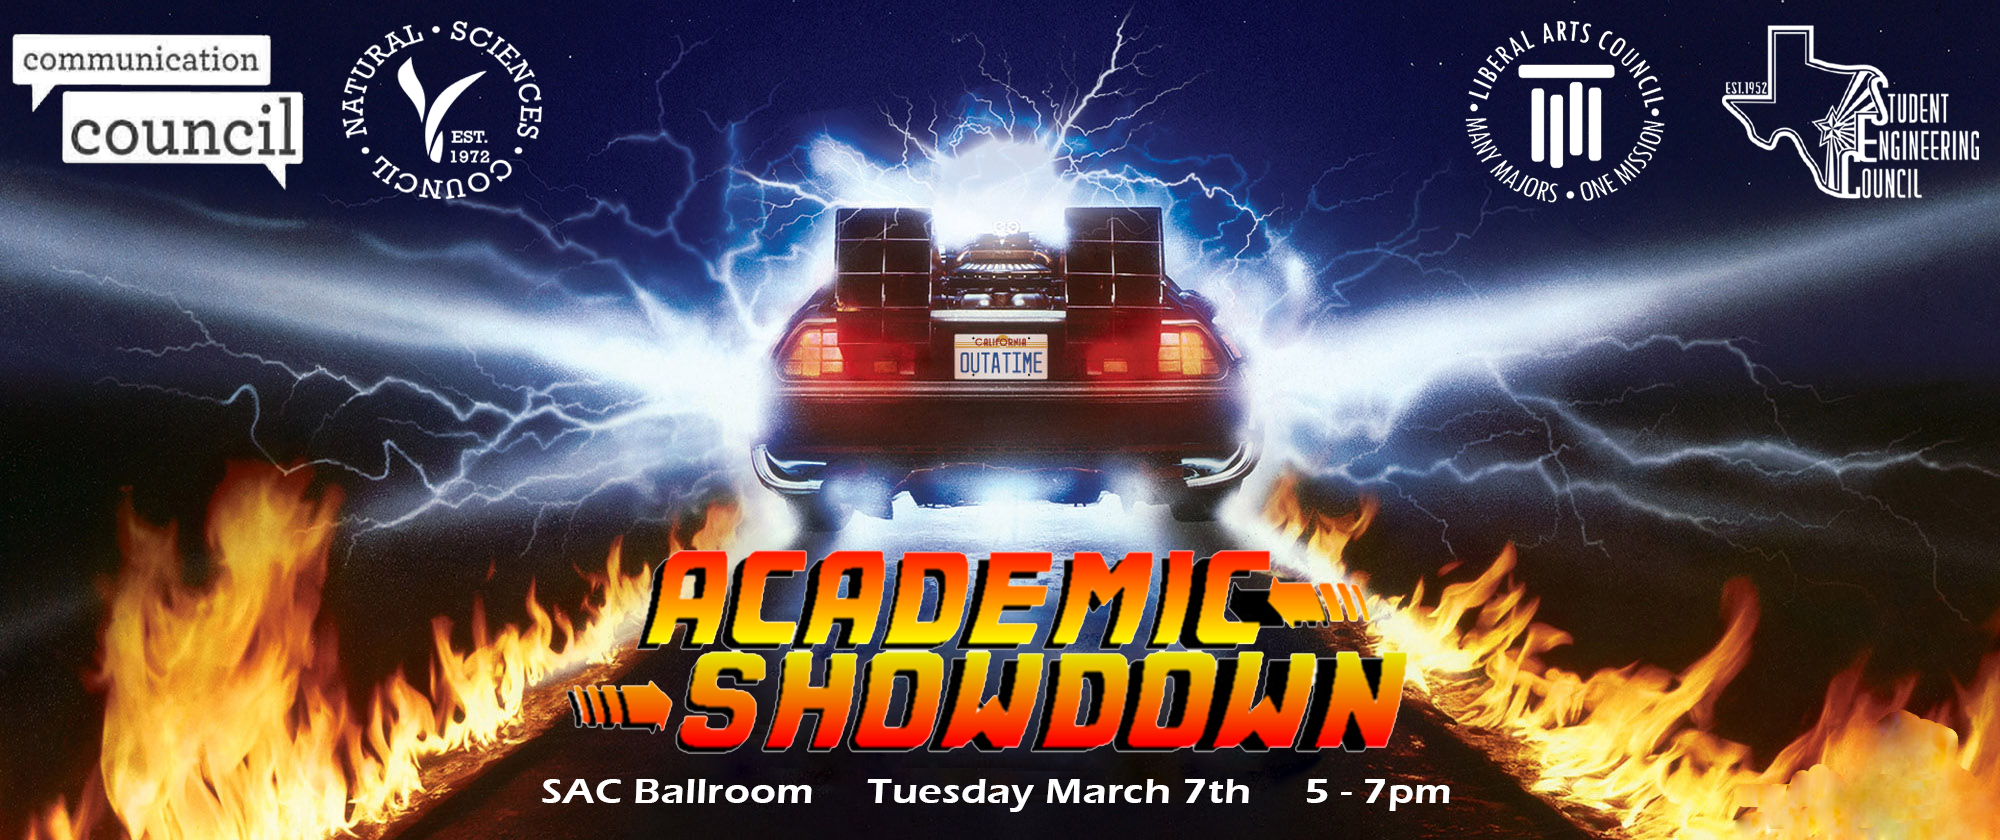 communication
council
NATURAL • SCIENCES • COUNCIL •
EST.
1972
• LIBERAL ARTS COUNCIL •
MANY MAJORS • ONE MISSION
EST.1952
STUDENT
ENGINEERING
COUNCIL
CALIFORNIA
OUTATIME
ACADEMIC
SHOWDOWN
SAC Ballroom Tuesday March 7th 5 - 7pm